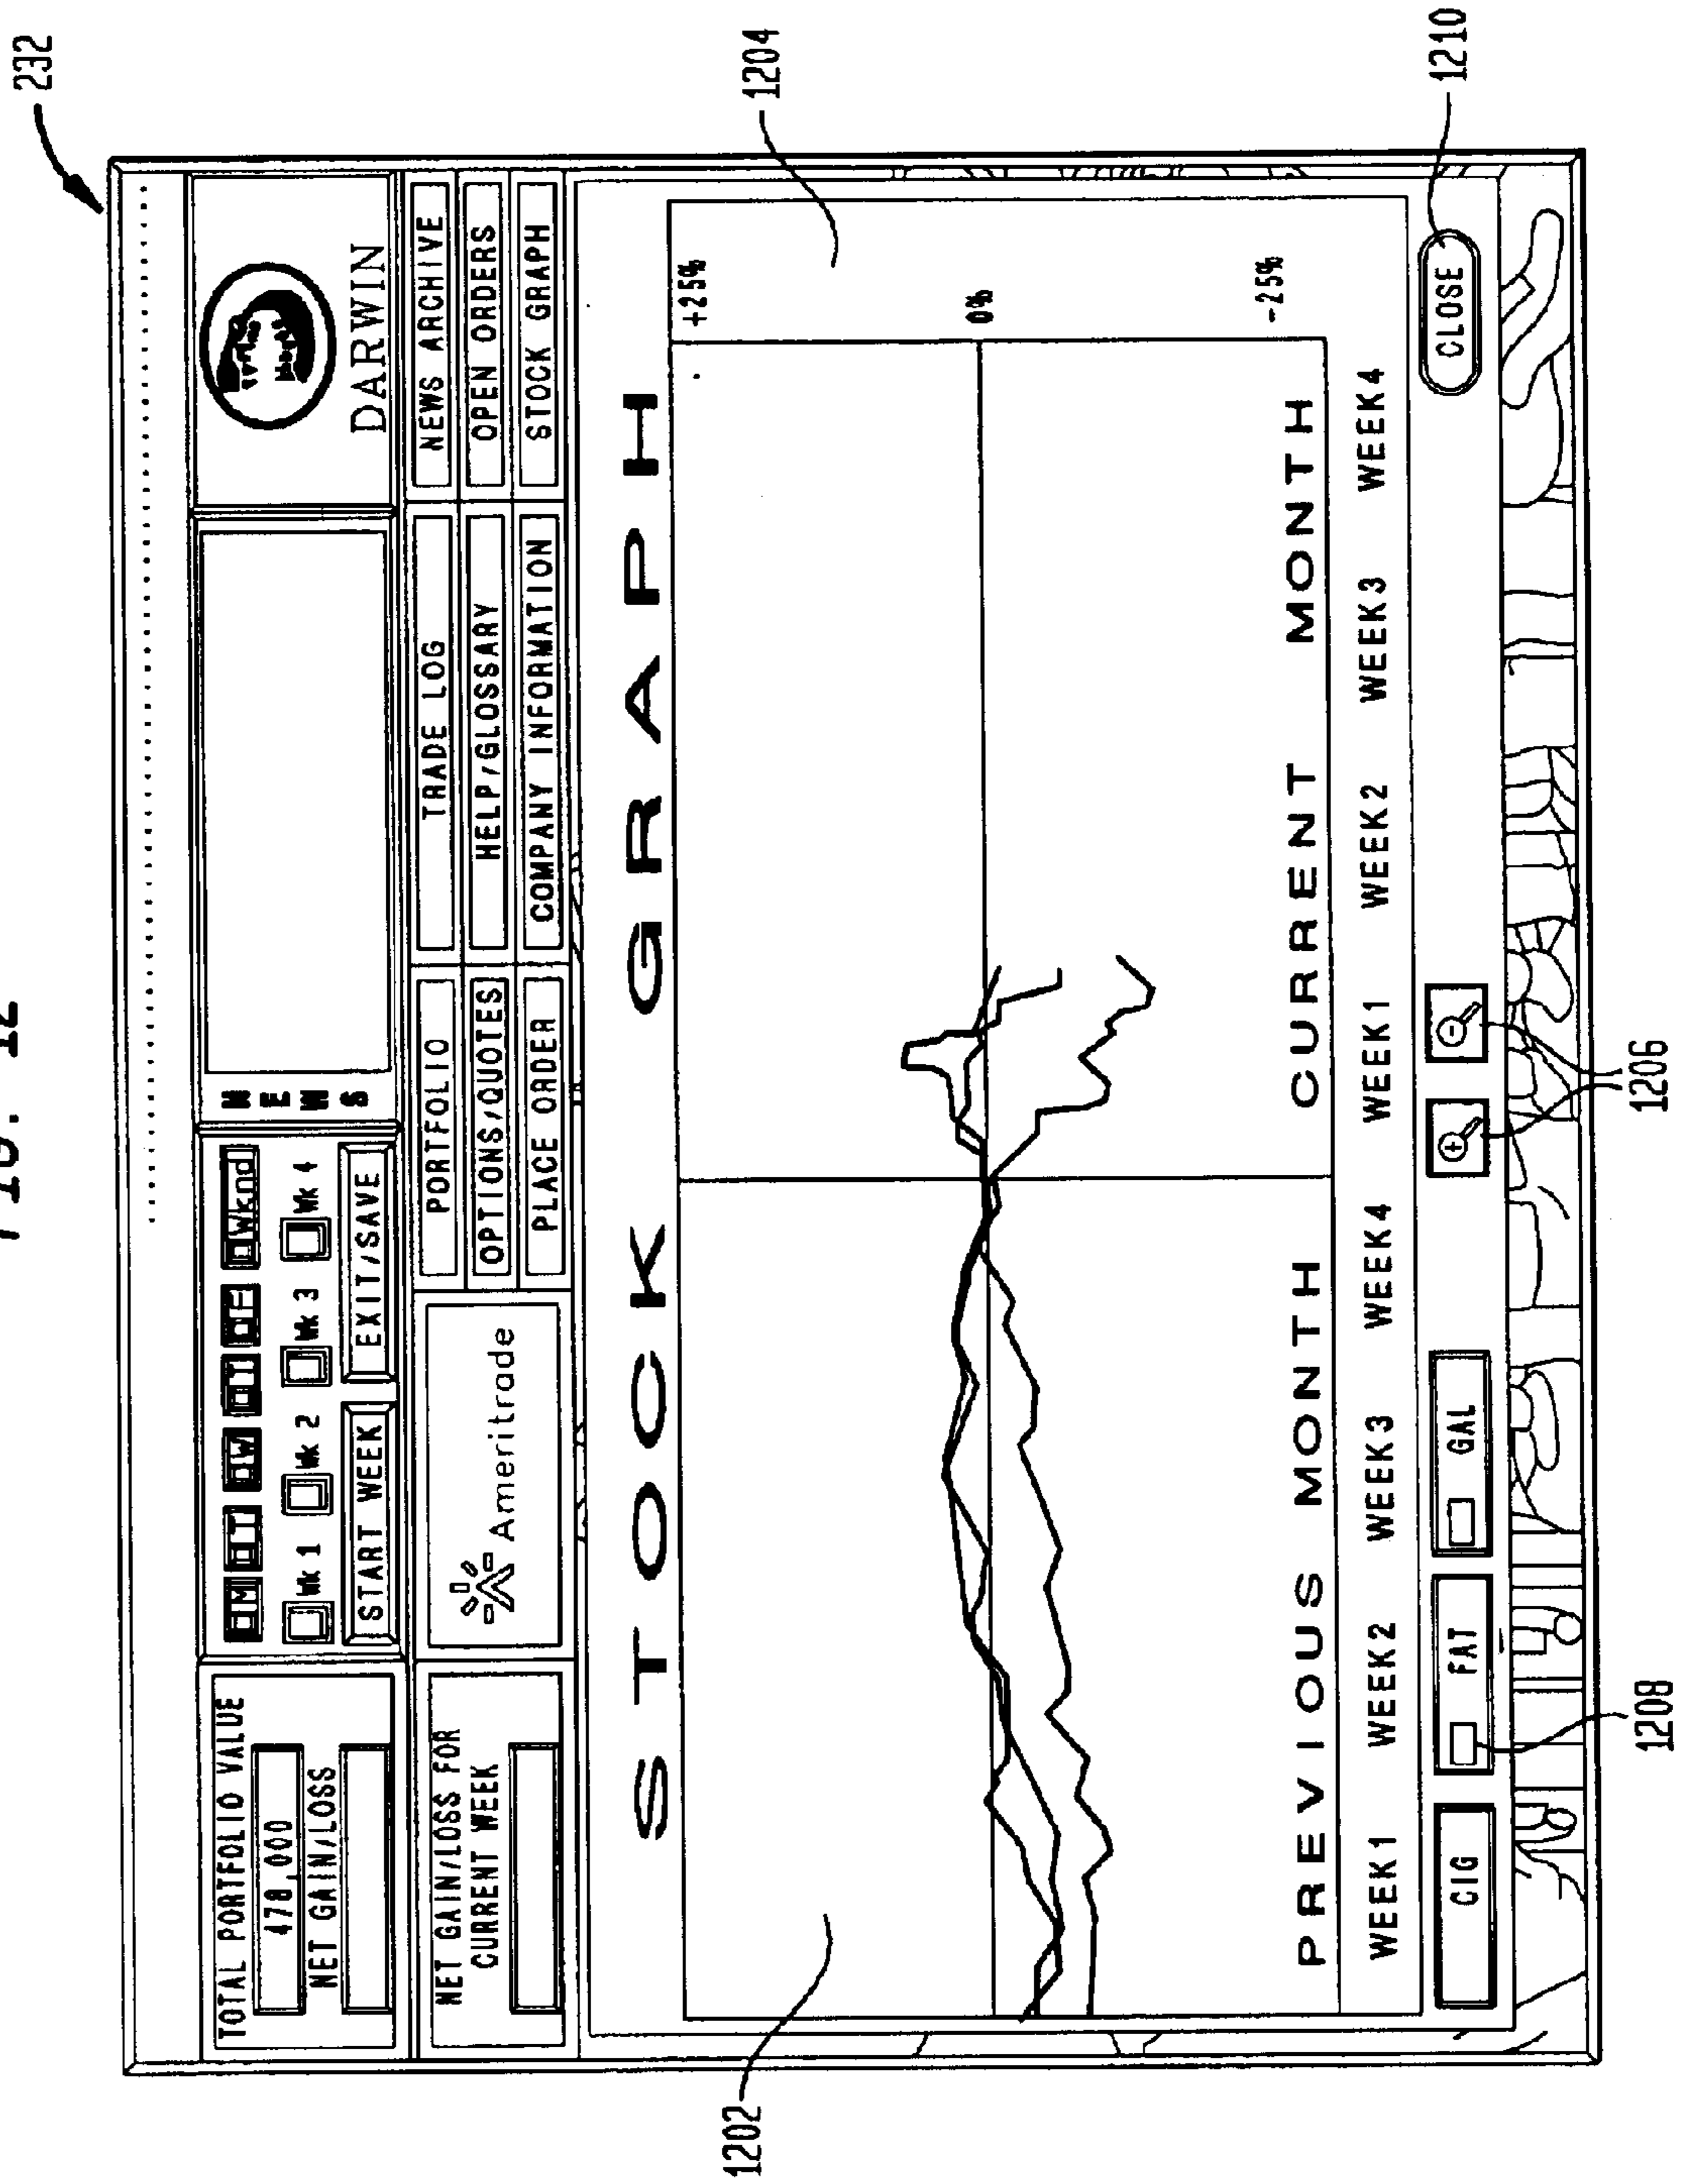 FIG. 12
232
TOTAL PORTFOLIO VALUE
478,000
NET GAIN/LOSS
M T W T F Wknd
Wk 1 Wk 2 Wk 3 Wk 4
START WEEK EXIT/SAVE
NEWS
DARWIN
NET GAIN/LOSS FOR
CURRENT WEEK
Ameritrade
PORTFOLIO TRADE LOG NEWS ARCHIVE
OPTIONS/QUOTES HELP/GLOSSARY OPEN ORDERS
PLACE ORDER COMPANY INFORMATION STOCK GRAPH
STOCK GRAPH
+25%
1202
1204
0%
-25%
PREVIOUS MONTH CURRENT MONTH
WEEK1 WEEK2 WEEK3 WEEK4 WEEK1 WEEK2 WEEK3 WEEK4
CIG FAT GAL + - CLOSE
1208 1206 1210